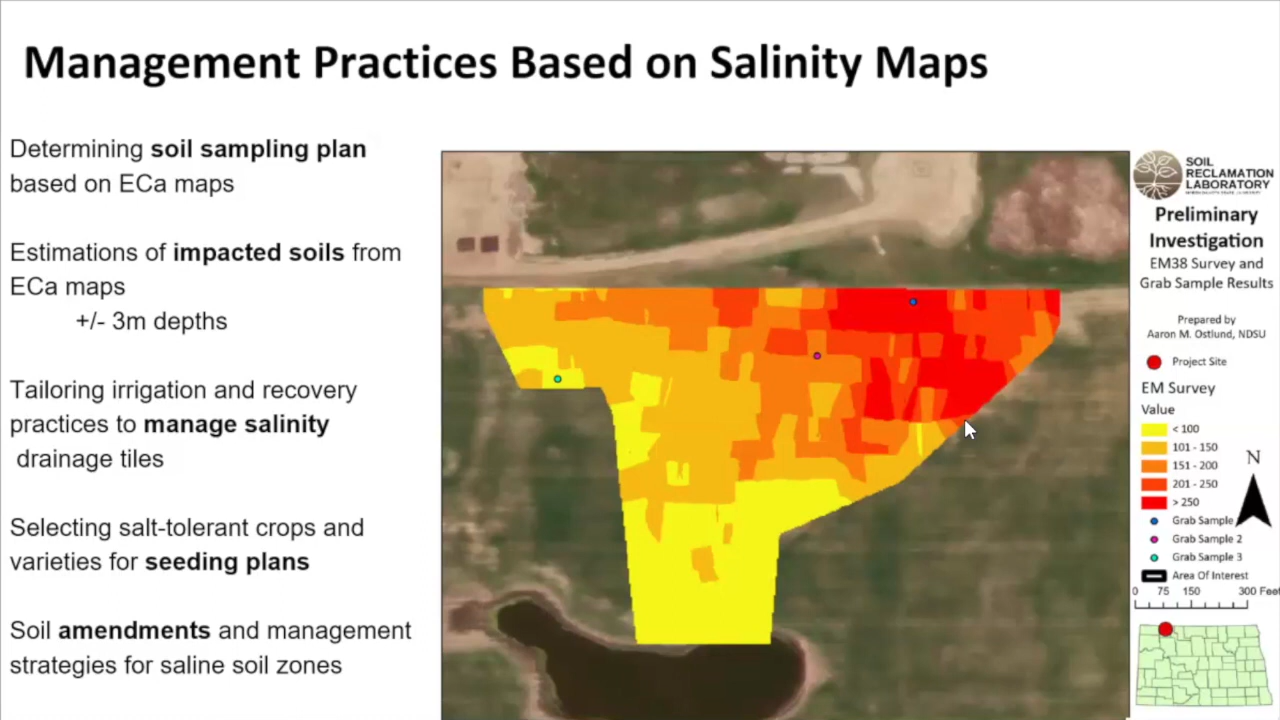 Management Practices Based on Salinity Maps
Determining soil sampling plan
based on ECa maps
Estimations of impacted soils from
ECa maps
+/- 3m depths
Tailoring irrigation and recovery
practices to manage salinity
drainage tiles
Selecting salt-tolerant crops and
varieties for seeding plans
Soil amendments and management
strategies for saline soil zones
SOIL
RECLAMATION
LABORATORY
Preliminary
Investigation
EM38 Survey and
Grab Sample Results
Prepared by
Aaron M. Ostlund, NDSU
Project Site
EM Survey
Value
< 100
101 - 150
151 - 200
201 - 250
> 250
Grab Sample
Grab Sample 2
Grab Sample 3
Area Of Interest
N
0 75 150 300 Feet